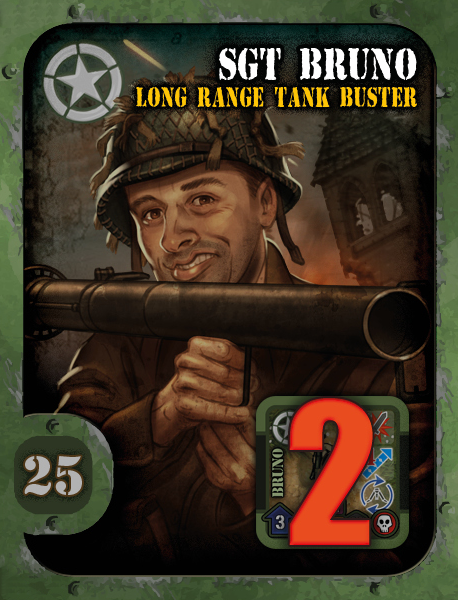 SGT BRUNO
LONG RANGE TANK BUSTER
25
BRUNO
2
3